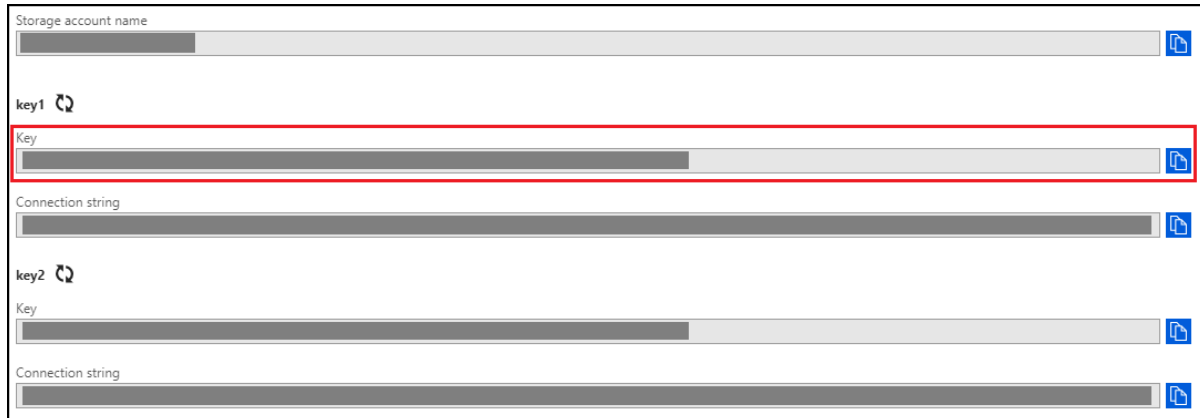 Storage account name
key1
Key
Connection string
key2
Key
Connection string